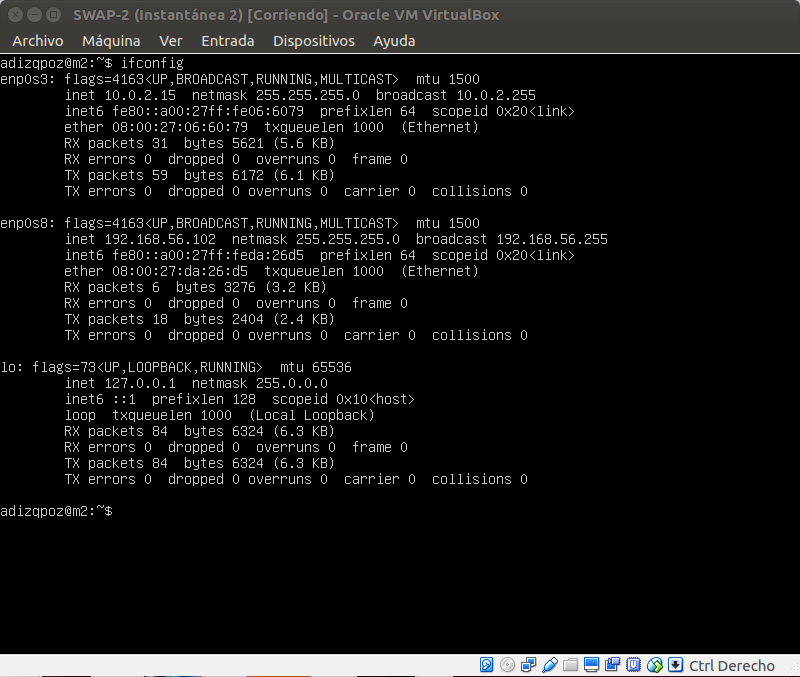 SWAP-2 (Instantánea 2) [Corriendo] - Oracle VM VirtualBox
Archivo Máquina Ver Entrada Dispositivos Ayuda
adizqpoz@m2:~$ ifconfig
enp0s3: flags=4163<UP,BROADCAST,RUNNING,MULTICAST>  mtu 1500
        inet 10.0.2.15  netmask 255.255.255.0  broadcast 10.0.2.255
        inet6 fe80::a00:27ff:fe06:6079  prefixlen 64  scopeid 0x20<link>
        ether 08:00:27:06:60:79  txqueuelen 1000  (Ethernet)
        RX packets 31  bytes 5621 (5.6 KB)
        RX errors 0  dropped 0  overruns 0  frame 0
        TX packets 59  bytes 6172 (6.1 KB)
        TX errors 0  dropped 0 overruns 0  carrier 0  collisions 0

enp0s8: flags=4163<UP,BROADCAST,RUNNING,MULTICAST>  mtu 1500
        inet 192.168.56.102  netmask 255.255.255.0  broadcast 192.168.56.255
        inet6 fe80::a00:27ff:feda:26d5  prefixlen 64  scopeid 0x20<link>
        ether 08:00:27:da:26:d5  txqueuelen 1000  (Ethernet)
        RX packets 6  bytes 3276 (3.2 KB)
        RX errors 0  dropped 0  overruns 0  frame 0
        TX packets 18  bytes 2404 (2.4 KB)
        TX errors 0  dropped 0 overruns 0  carrier 0  collisions 0

lo: flags=73<UP,LOOPBACK,RUNNING>  mtu 65536
        inet 127.0.0.1  netmask 255.0.0.0
        inet6 ::1  prefixlen 128  scopeid 0x10<host>
        loop  txqueuelen 1000  (Local Loopback)
        RX packets 84  bytes 6324 (6.3 KB)
        RX errors 0  dropped 0  overruns 0  frame 0
        TX packets 84  bytes 6324 (6.3 KB)
        TX errors 0  dropped 0 overruns 0  carrier 0  collisions 0

adizqpoz@m2:~$
Ctrl Derecho